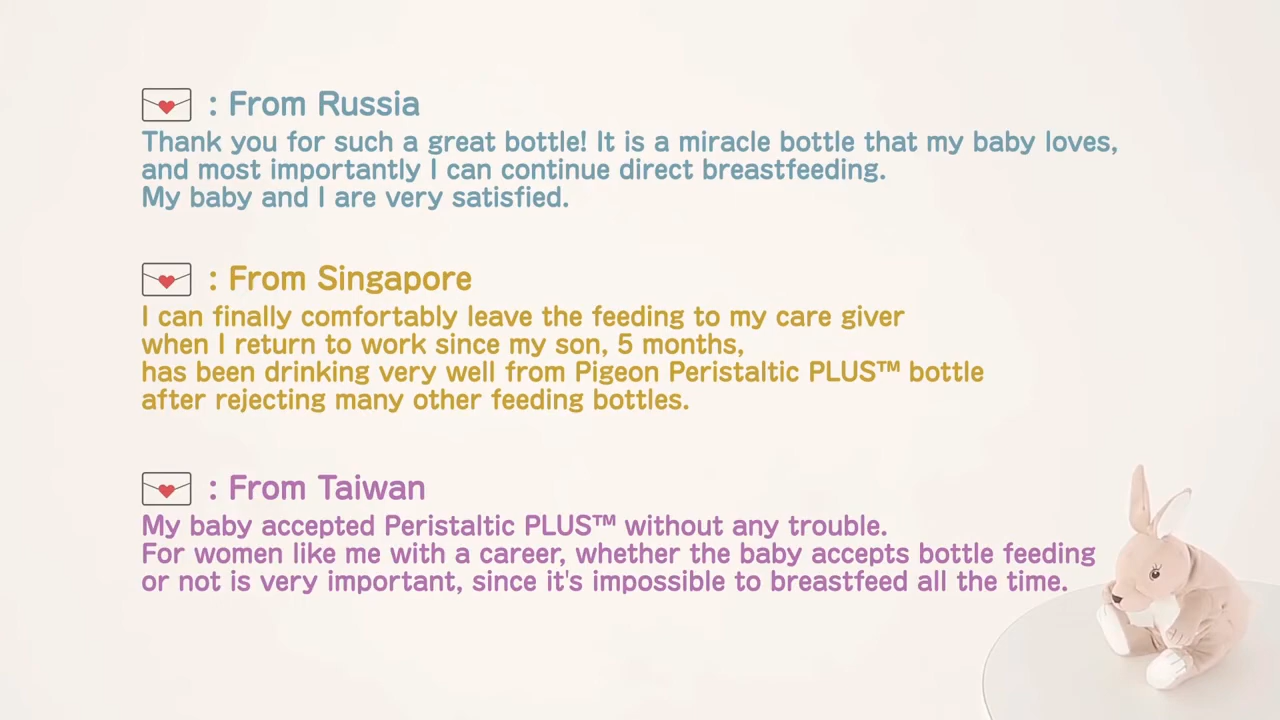 : From Russia
Thank you for such a great bottle! It is a miracle bottle that my baby loves,
and most importantly I can continue direct breastfeeding.
My baby and I are very satisfied.
: From Singapore
I can finally comfortably leave the feeding to my care giver
when I return to work since my son, 5 months,
has been drinking very well from Pigeon Peristaltic PLUS™ bottle
after rejecting many other feeding bottles.
: From Taiwan
My baby accepted Peristaltic PLUS™ without any trouble.
For women like me with a career, whether the baby accepts bottle feeding
or not is very important, since it's impossible to breastfeed all the time.